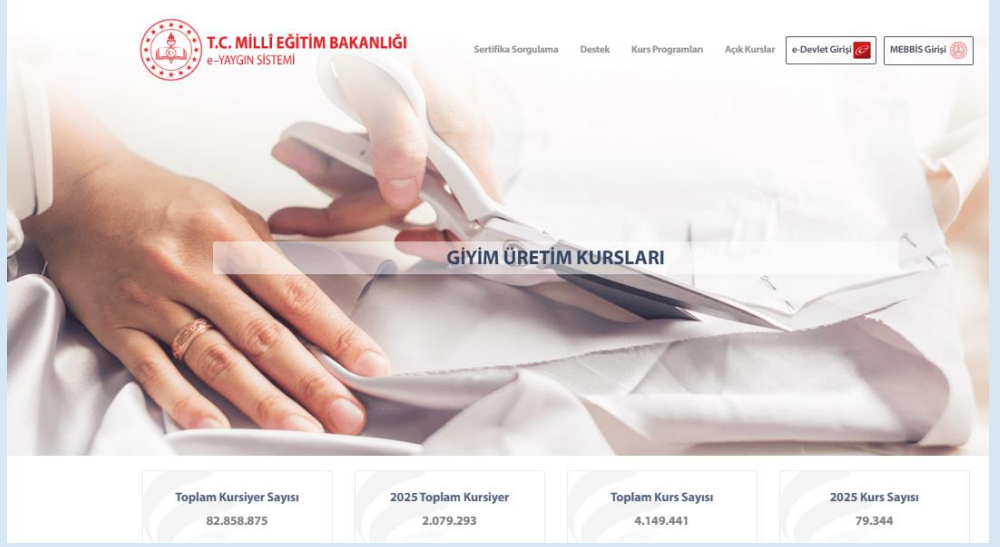 T.C. MİLLÎ EĞİTİM BAKANLIĞI
e-YAYGIN SİSTEMİ
Sertifika Sorgulama
Destek
Kurs Programları
Açık Kurslar
e-Devlet Girişi
MEBBİS Girişi
GİYİM ÜRETİM KURSLARI
Toplam Kursiyer Sayısı
82.858.875
2025 Toplam Kursiyer
2.079.293
Toplam Kurs Sayısı
4.149.441
2025 Kurs Sayısı
79.344